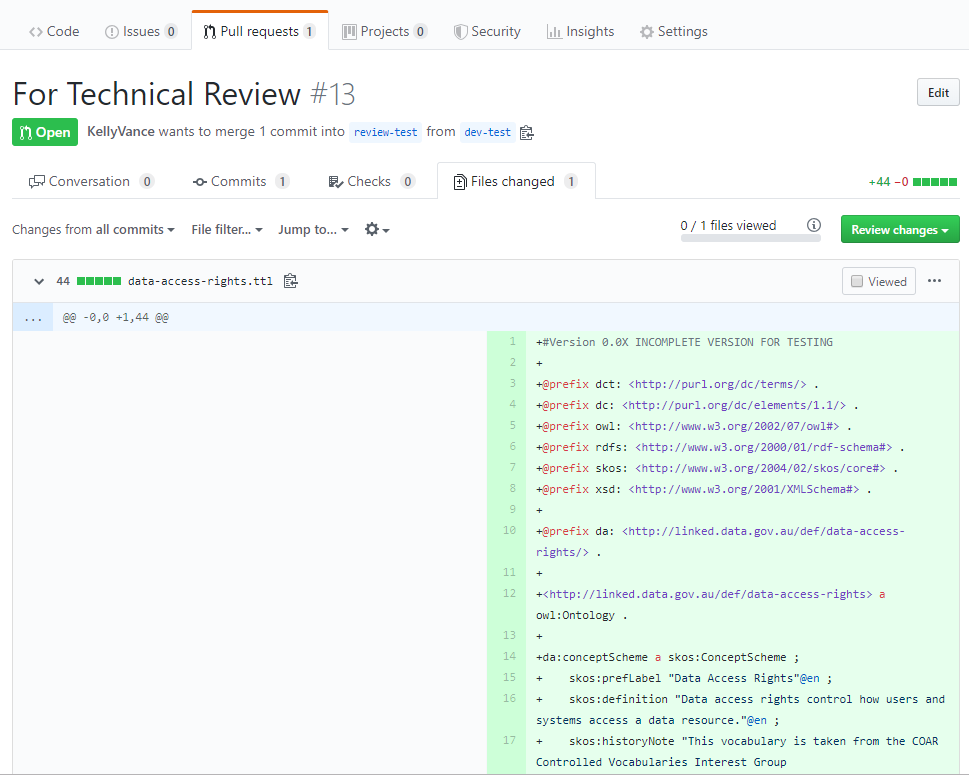 Code Issues 0 Pull requests 1 Projects 0 Security Insights Settings
For Technical Review #13 Edit
Open KellyVance wants to merge 1 commit into review-test from dev-test
Conversation 0 Commits 1 Checks 0 Files changed 1 +44 −0
Changes from all commits File filter... Jump to... 0 / 1 files viewed Review changes
44 data-access-rights.ttl Viewed
... @@ -0,0 +1,44 @@
1 +#Version 0.0X INCOMPLETE VERSION FOR TESTING
2 +
3 +@prefix dct: <http://purl.org/dc/terms/> .
4 +@prefix dc: <http://purl.org/dc/elements/1.1/> .
5 +@prefix owl: <http://www.w3.org/2002/07/owl#> .
6 +@prefix rdfs: <http://www.w3.org/2000/01/rdf-schema#> .
7 +@prefix skos: <http://www.w3.org/2004/02/skos/core#> .
8 +@prefix xsd: <http://www.w3.org/2001/XMLSchema#> .
9 +
10 +@prefix da: <http://linked.data.gov.au/def/data-access-
rights/> .
11 +
12 +<http://linked.data.gov.au/def/data-access-rights> a
owl:Ontology .
13 +
14 +da:conceptScheme a skos:ConceptScheme ;
15 +    skos:prefLabel "Data Access Rights"@en ;
16 +    skos:definition "Data access rights control how users and
systems access a data resource."@en ;
17 +    skos:historyNote "This vocabulary is taken from the COAR
Controlled Vocabularies Interest Group